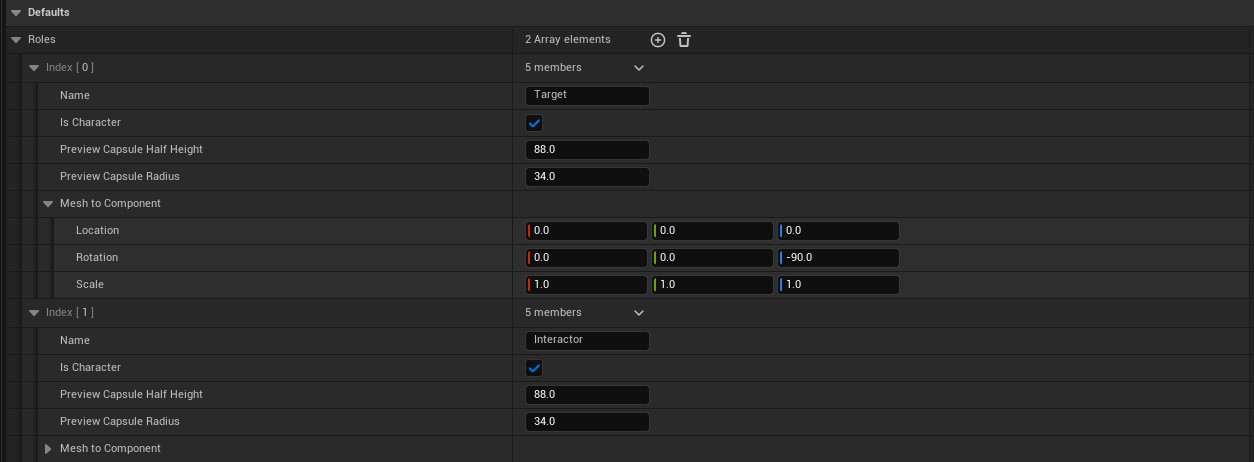 Defaults
Roles 2 Array elements
Index [ 0 ] 5 members
Name Target
Is Character
Preview Capsule Half Height 88.0
Preview Capsule Radius 34.0
Mesh to Component
Location 0.0 0.0 0.0
Rotation 0.0 0.0 -90.0
Scale 1.0 1.0 1.0
Index [ 1 ] 5 members
Name Interactor
Is Character
Preview Capsule Half Height 88.0
Preview Capsule Radius 34.0
Mesh to Component